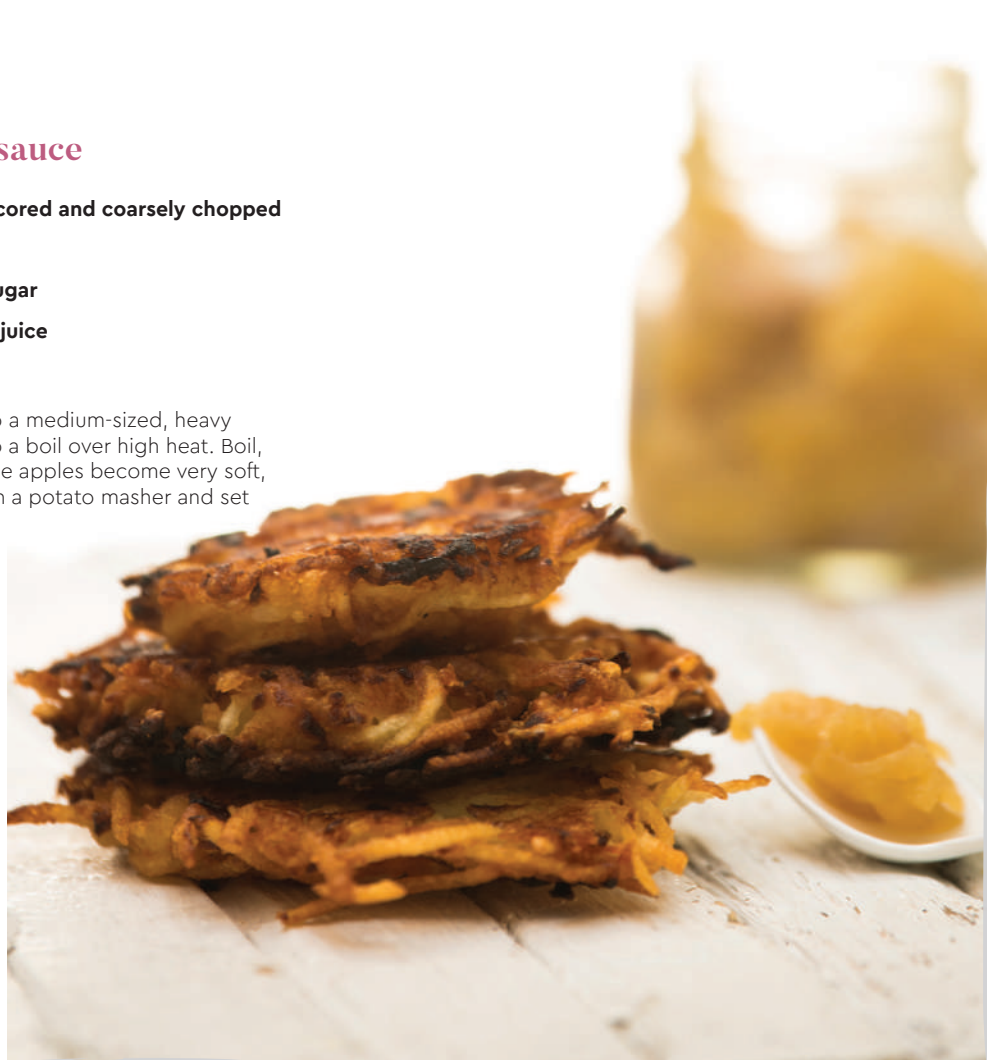 sauce
cored and coarsely chopped
ugar
juice
a medium-sized, heavy
a boil over high heat. Boil,
e apples become very soft,
a potato masher and set